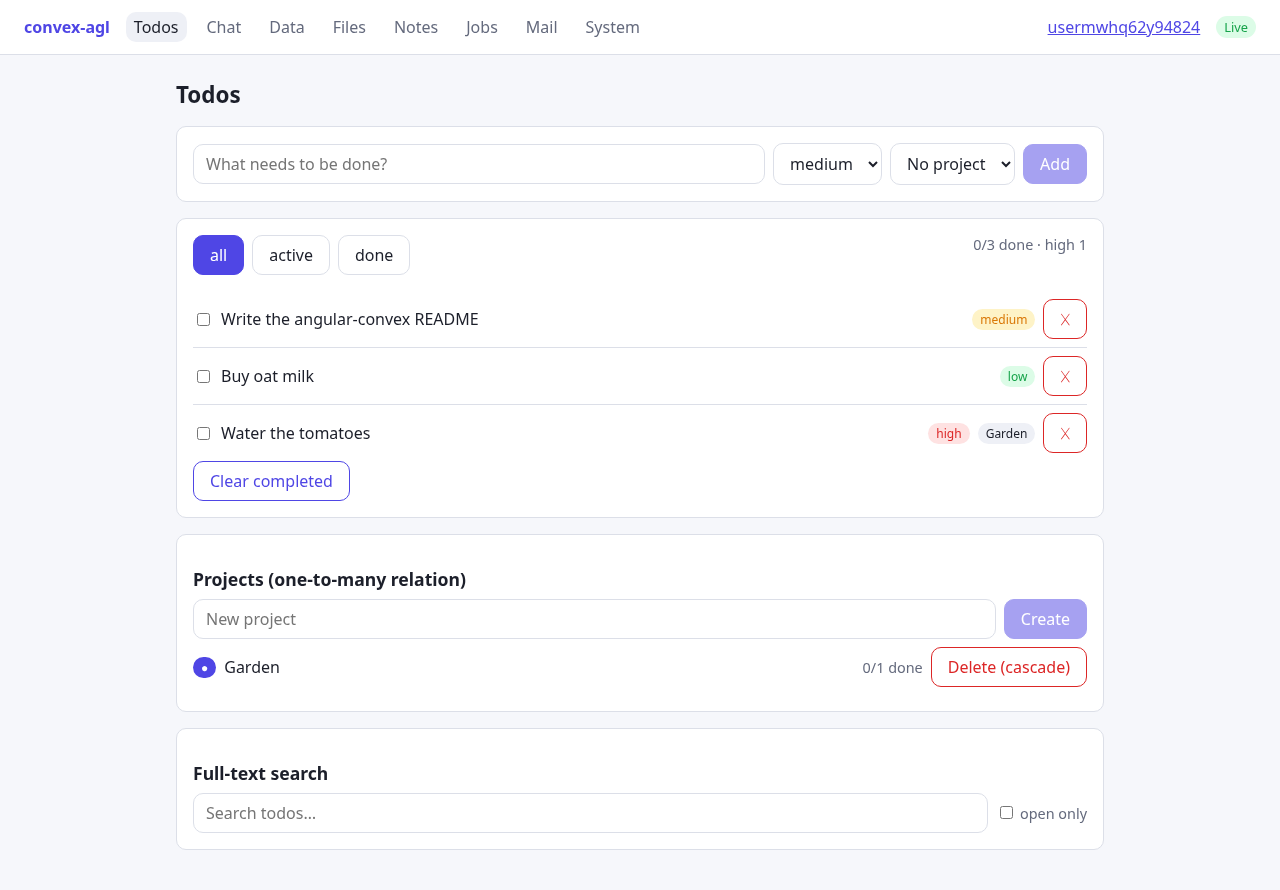 convex-agl Todos Chat Data Files Notes Jobs Mail System usermwhq62y94824 Live
Todos
What needs to be done? medium No project Add
all active done 0/3 done · high 1
Write the angular-convex README medium X
Buy oat milk low X
Water the tomatoes high Garden X
Clear completed
Projects (one-to-many relation)
New project Create
Garden 0/1 done Delete (cascade)
Full-text search
Search todos... open only